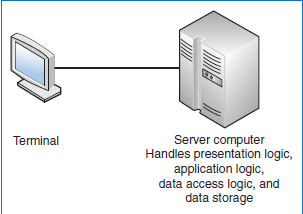 Terminal
Server computer
Handles presentation logic,
application logic,
data access logic, and
data storage